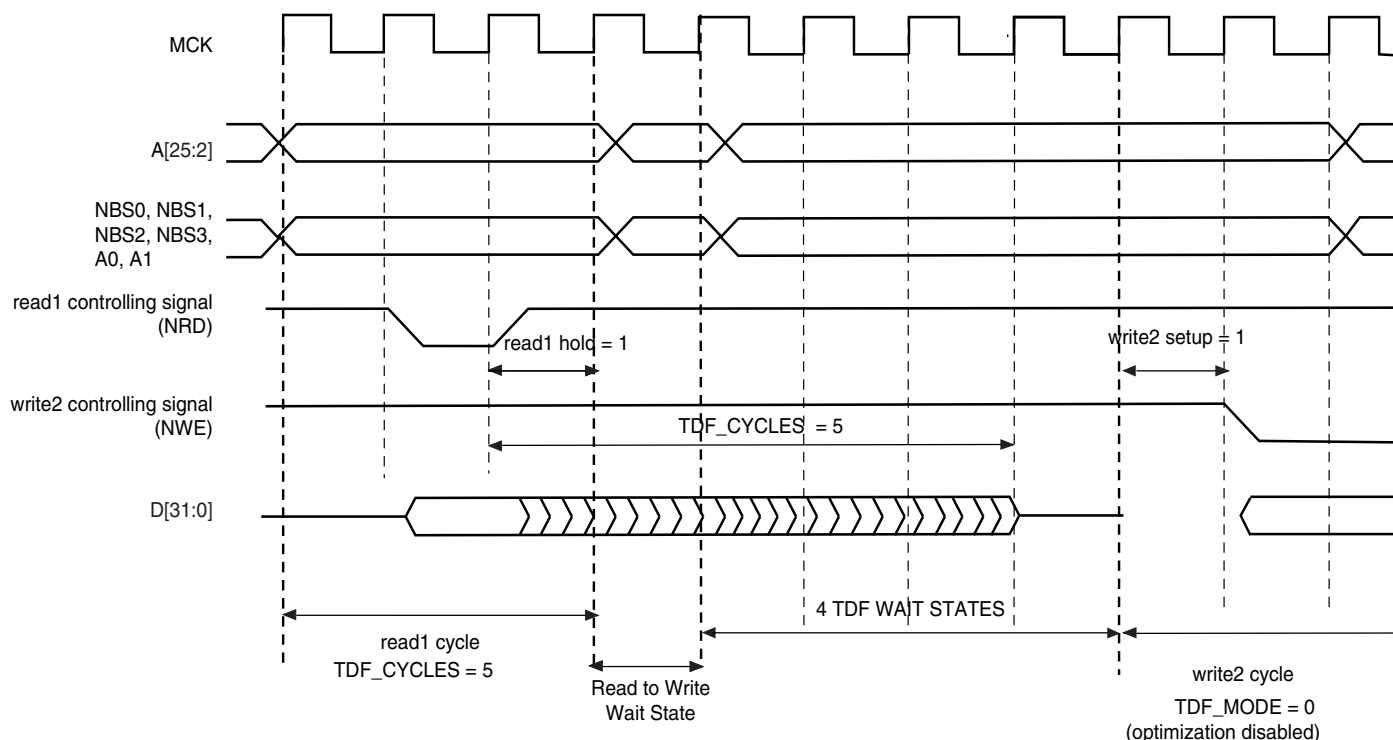 MCK
A[25:2]
NBS0, NBS1,
NBS2, NBS3,
A0, A1
read1 controlling signal
(NRD)
read1 hold = 1
write2 setup = 1
write2 controlling signal
(NWE)
TDF_CYCLES = 5
D[31:0]
4 TDF WAIT STATES
read1 cycle
TDF_CYCLES = 5
Read to Write
Wait State
write2 cycle
TDF_MODE = 0
(optimization disabled)